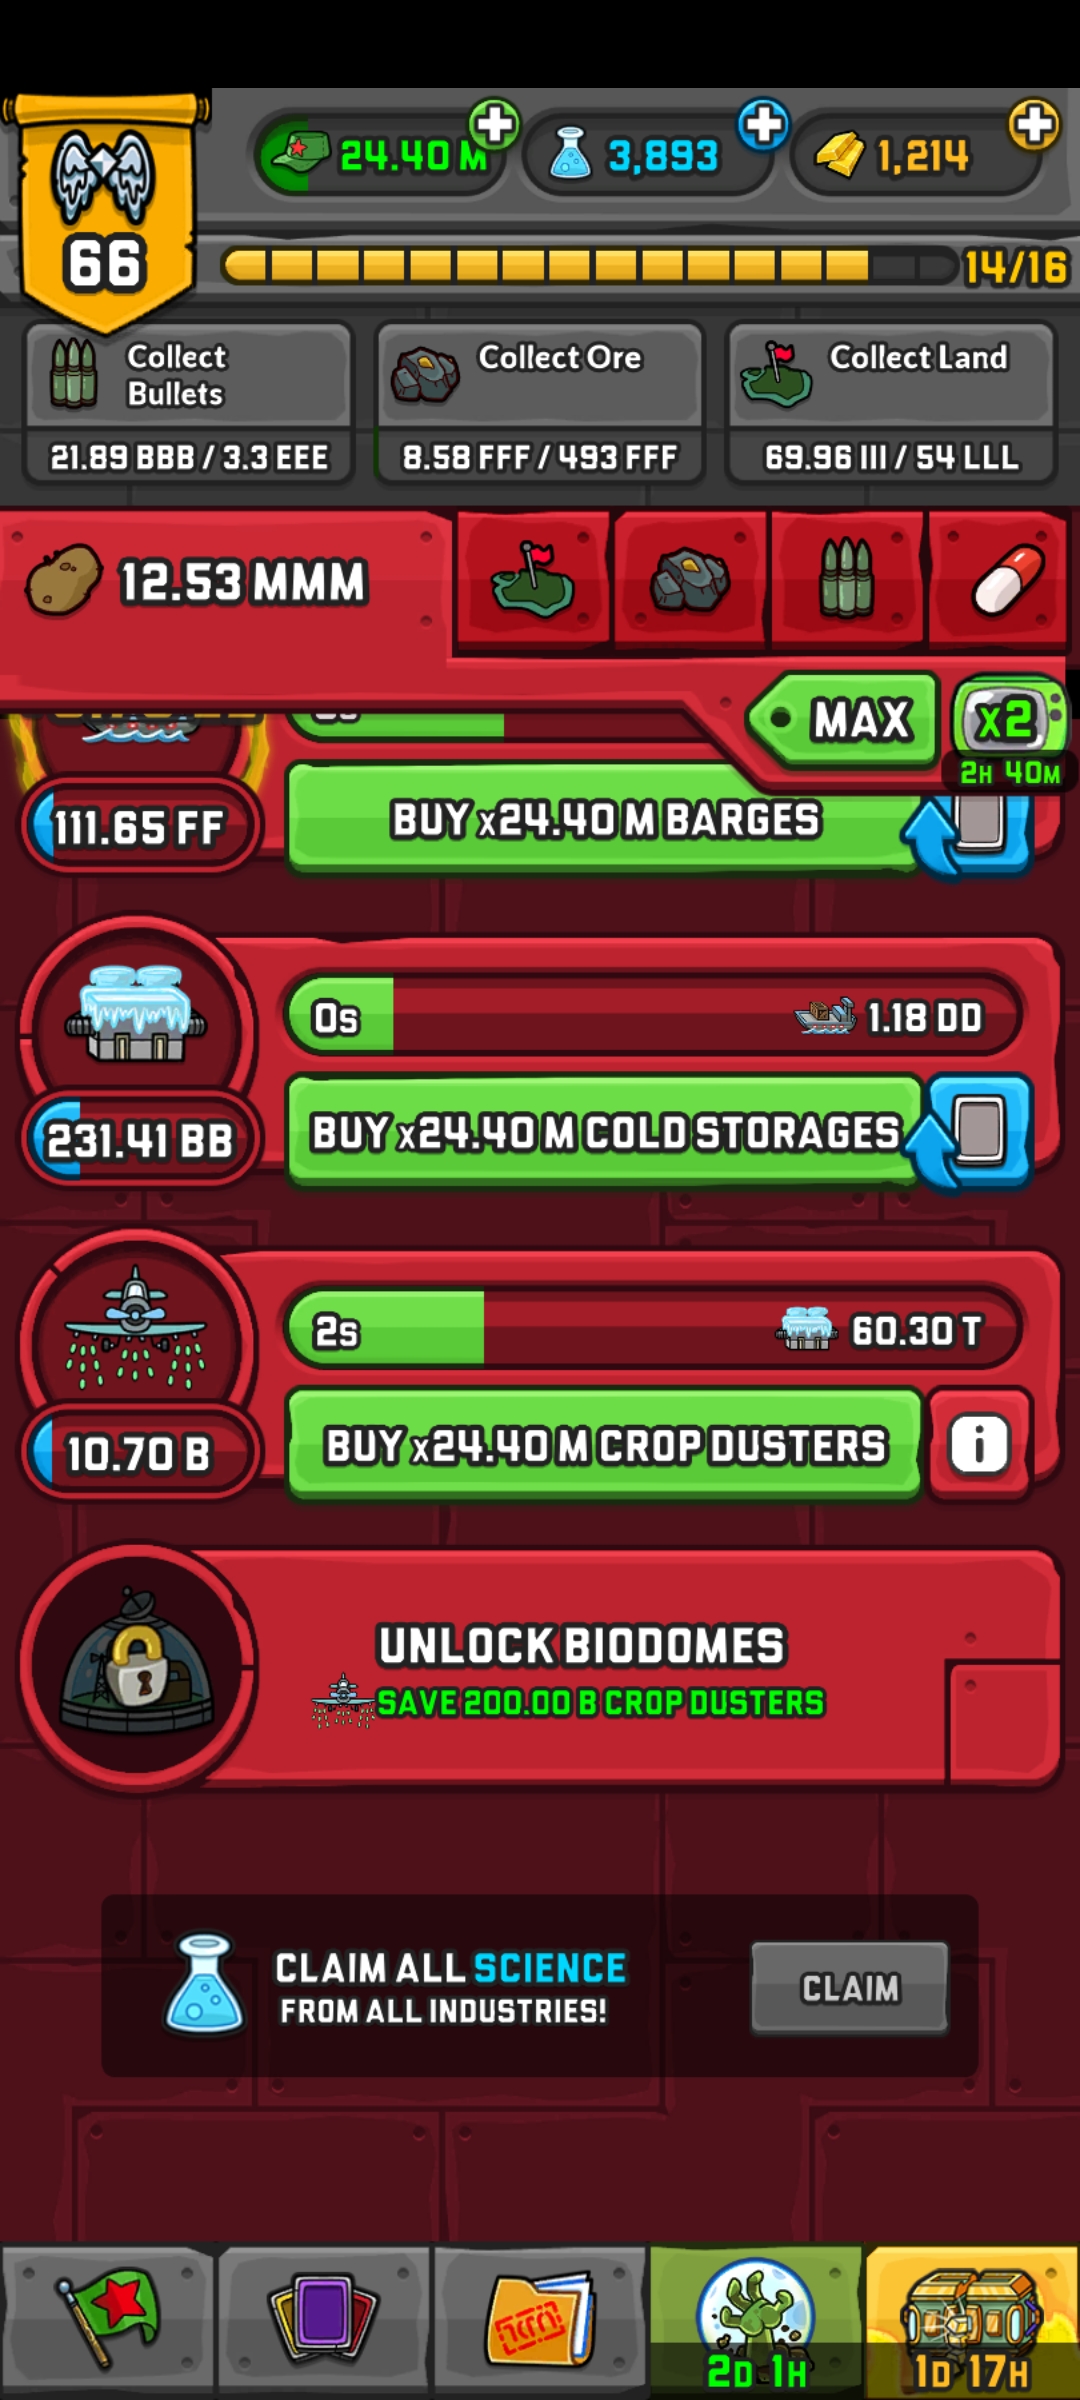 24.40 M
3,893
1,214
66
14/16
Collect
Bullets
21.89 BBB / 3.3 EEE
Collect Ore
8.58 FFF / 493 FFF
Collect Land
69.96 III / 54 LLL
12.53 MMM
MAX
x2
2H 40M
111.65 FF
BUY x24.40 M BARGES
0s
1.18 DD
231.41 BB
BUY x24.40 M COLD STORAGES
2s
60.30 T
10.70 B
BUY x24.40 M CROP DUSTERS
i
UNLOCK BIODOMES
SAVE 200.00 B CROP DUSTERS
CLAIM ALL SCIENCE
FROM ALL INDUSTRIES!
CLAIM
2D 1H
1D 17H